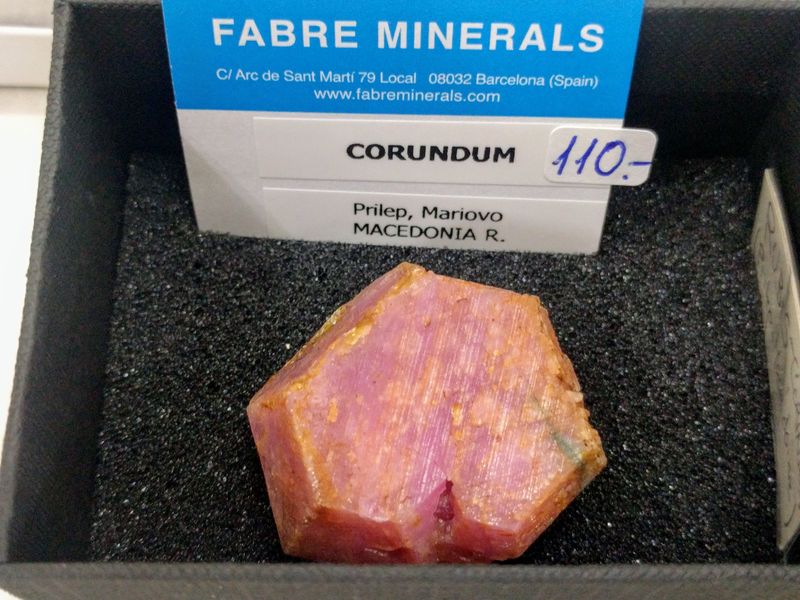 FABRE MINERALS
C/ Arc de Sant Martí 79 Local 08032 Barcelona (Spain)
www.fabreminerals.com
CORUNDUM
110.-
Prilep, Mariovo
MACEDONIA R.